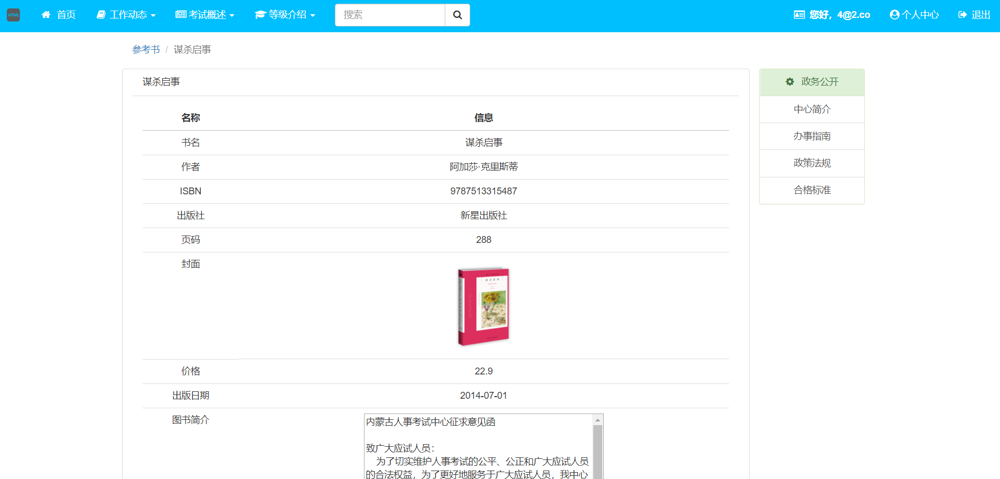 HTML 首页 工作动态 考试概述 等级介绍 搜索 您好，4@2.co 个人中心 退出
参考书 / 谋杀启事
谋杀启事
名称 信息
书名 谋杀启事
作者 阿加莎·克里斯蒂
ISBN 9787513315487
出版社 新星出版社
页码 288
封面
价格 22.9
出版日期 2014-07-01
图书简介
内蒙古人事考试中心征求意见函
致广大应试人员：
为了切实维护人事考试的公平、公正和广大应试人员
的合法权益，为了更好地服务于广大应试人员，我中心
政务公开
中心简介
办事指南
政策法规
合格标准